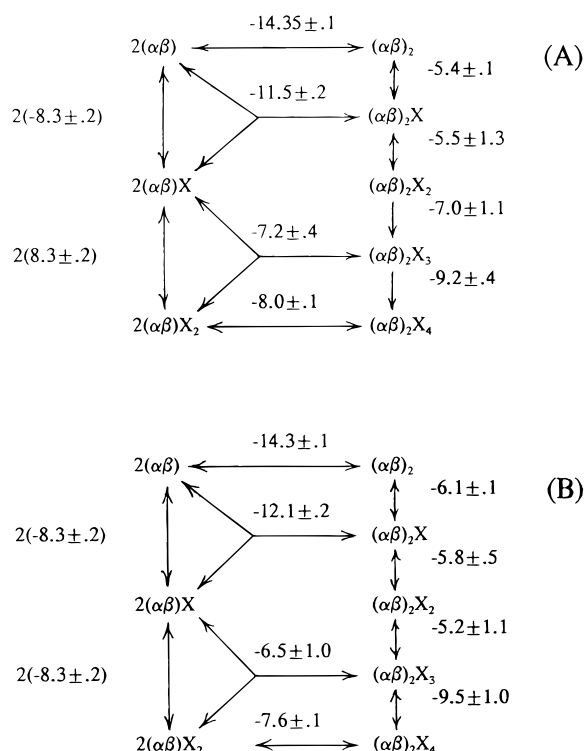 -14.35±.1
2(αβ) (αβ)₂ (A)
-5.4±.1
-11.5±.2
2(-8.3±.2) (αβ)₂X
-5.5±1.3
2(αβ)X (αβ)₂X₂
-7.0±1.1
-7.2±.4
2(8.3±.2) (αβ)₂X₃
-9.2±.4
-8.0±.1
2(αβ)X₂ (αβ)₂X₄
-14.3±.1
2(αβ) (αβ)₂
-6.1±.1 (B)
-12.1±.2
2(-8.3±.2) (αβ)₂X
-5.8±.5
2(αβ)X (αβ)₂X₂
-5.2±1.1
-6.5±1.0
2(-8.3±.2) (αβ)₂X₃
-9.5±1.0
-7.6±.1
2(αβ)X₂ (αβ)₂X₄